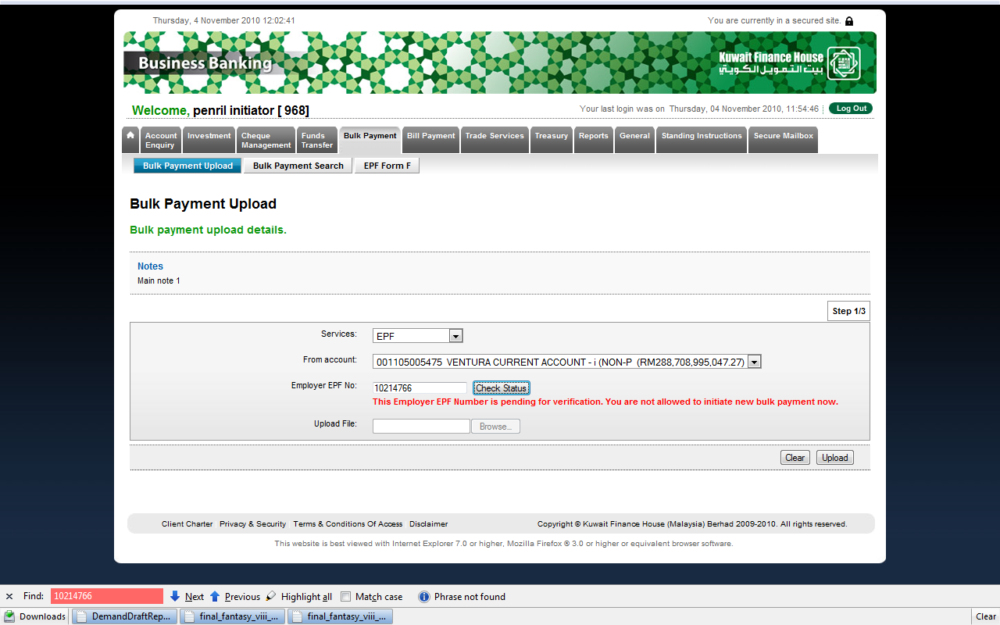 Thursday, 4 November 2010 12:02:41
You are currently in a secured site.
Business Banking
Kuwait Finance House
بيت التمويل الكويتي
Welcome, penril initiator [ 968]
Your last login was on Thursday, 04 November 2010, 11:54:46
Log Out
Account Enquiry
Investment
Cheque Management
Funds Transfer
Bulk Payment
Bill Payment
Trade Services
Treasury
Reports
General
Standing Instructions
Secure Mailbox
Bulk Payment Upload
Bulk Payment Search
EPF Form F
Bulk Payment Upload
Bulk payment upload details.
Notes
Main note 1
Step 1/3
Services: EPF
From account: 001105005475 VENTURA CURRENT ACCOUNT - i (NON-P (RM288,708,995,047.27)
Employer EPF No: 10214766 Check Status
This Employer EPF Number is pending for verification. You are not allowed to initiate new bulk payment now.
Upload File: Browse...
Clear Upload
Client Charter Privacy & Security Terms & Conditions Of Access Disclaimer
Copyright © Kuwait Finance House (Malaysia) Berhad 2009-2010. All rights reserved.
This website is best viewed with Internet Explorer 7.0 or higher, Mozilla Firefox ® 3.0 or higher or equivalent browser software.
Find: 10214766 Next Previous Highlight all Match case Phrase not found
Downloads DemandDraftRep... final_fantasy_viii_... final_fantasy_viii_... Clear